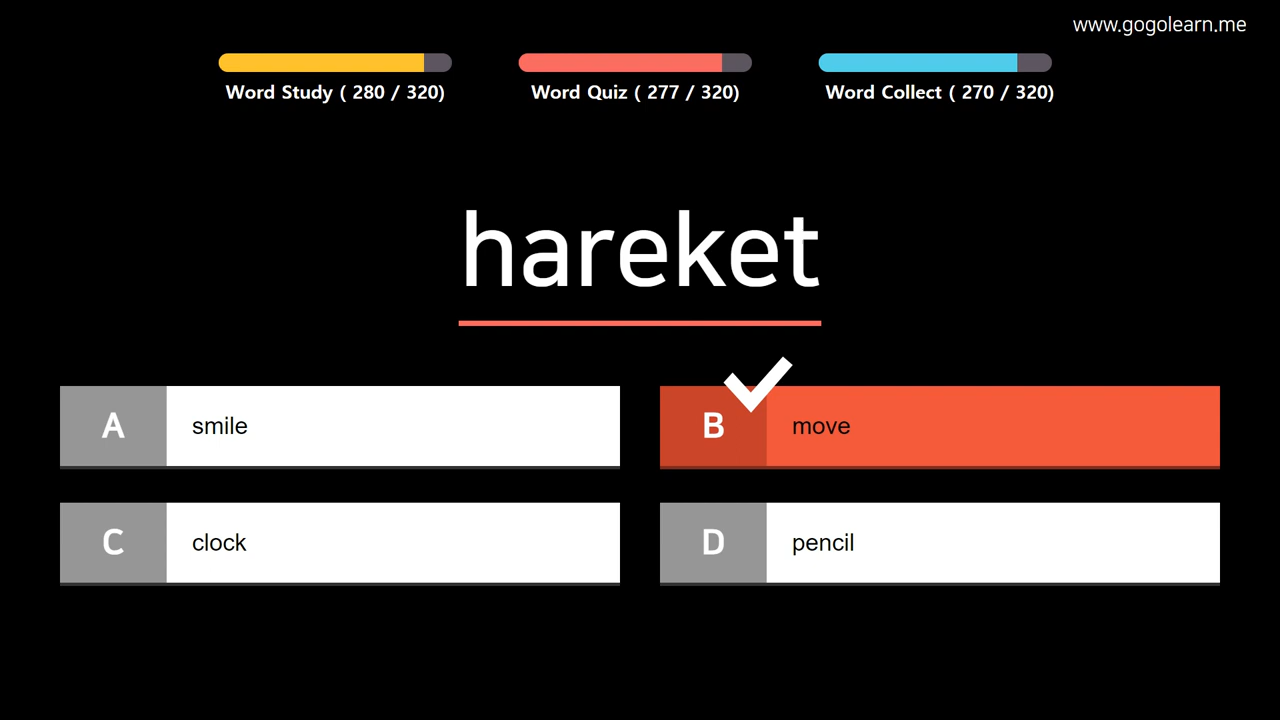 www.gogolearn.me
Word Study ( 280 / 320)
Word Quiz ( 277 / 320)
Word Collect ( 270 / 320)
hareket
A smile
B move
C clock
D pencil